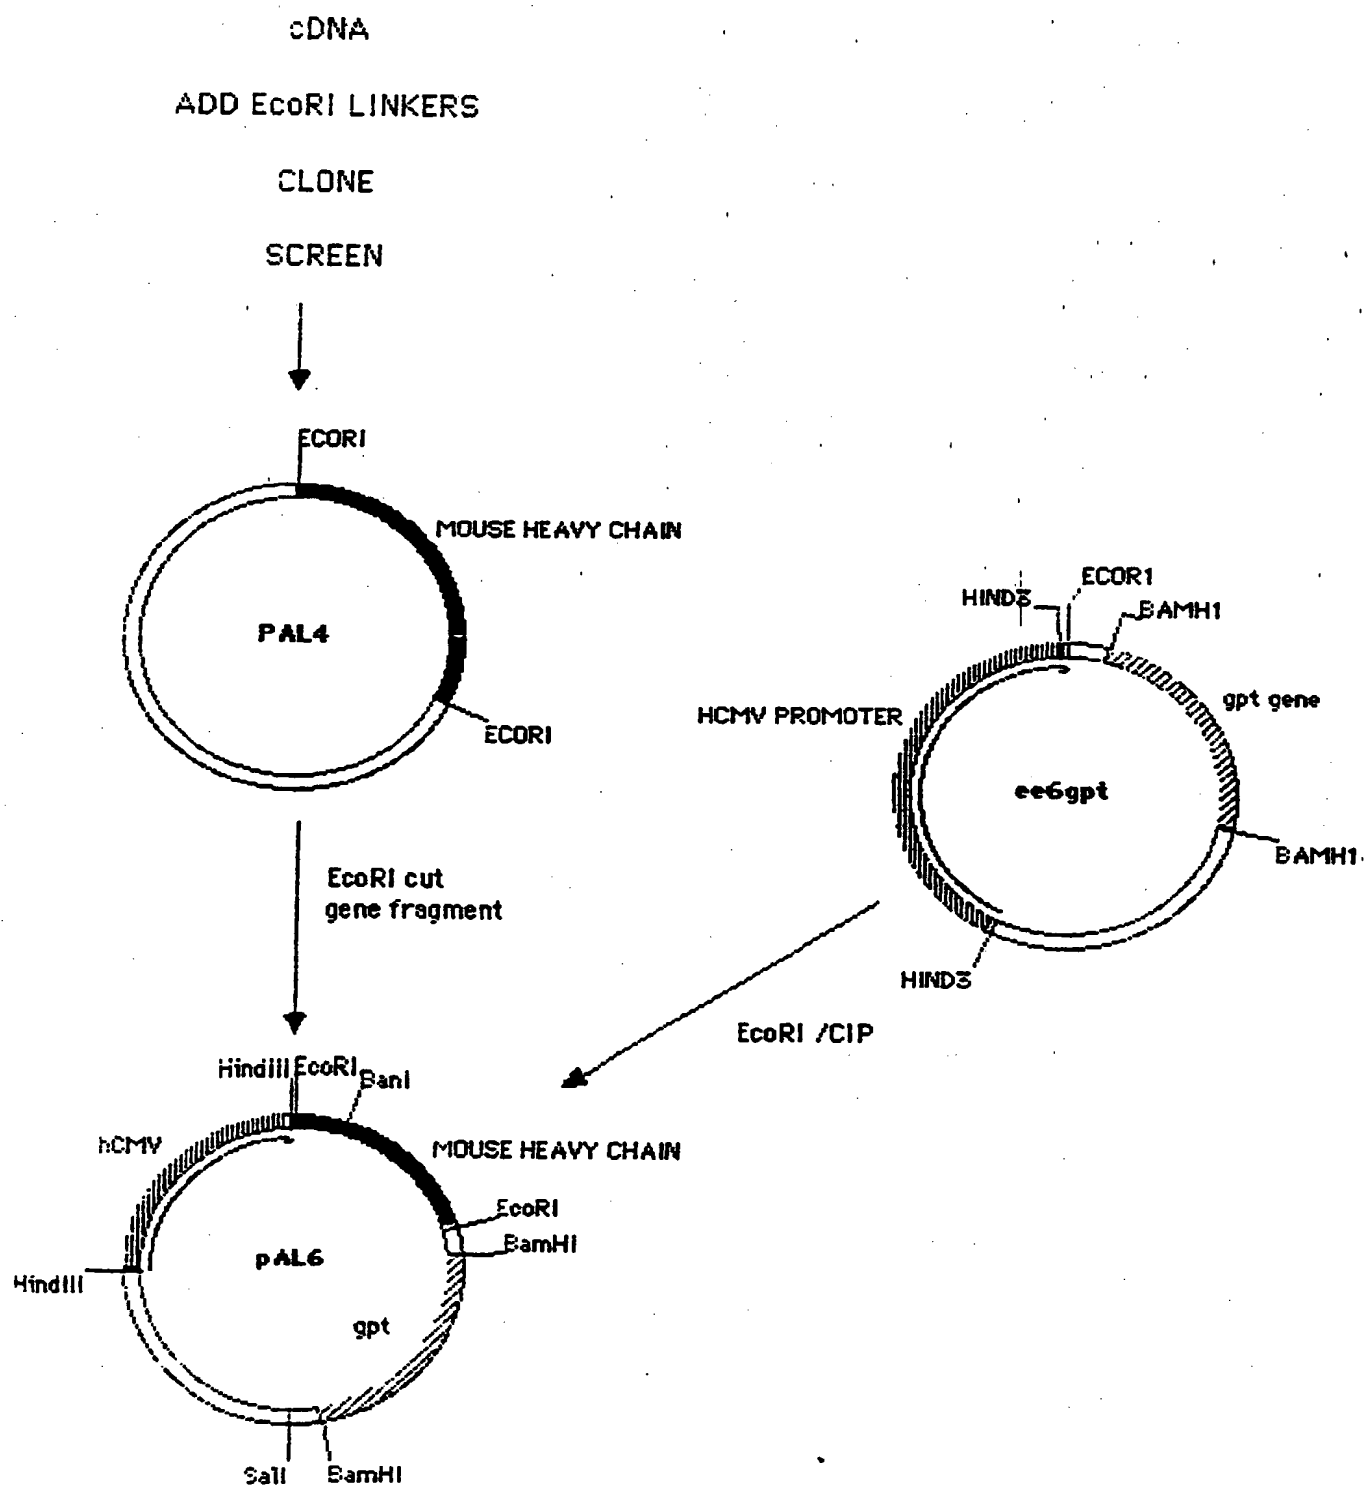 cDNA
ADD EcoRI LINKERS
CLONE
SCREEN
ECORI
MOUSE HEAVY CHAIN
PAL4
ECORI
HIND3
ECOR1
BAMH1
gpt gene
HCMV PROMOTER
ee6gpt
BAMH1
HIND3
EcoRI cut
gene fragment
EcoRI /CIP
HindIII
EcoRI
BanI
hCMV
MOUSE HEAVY CHAIN
EcoRI
BamHI
pAL6
HindIII
gpt
SalI
BamHI